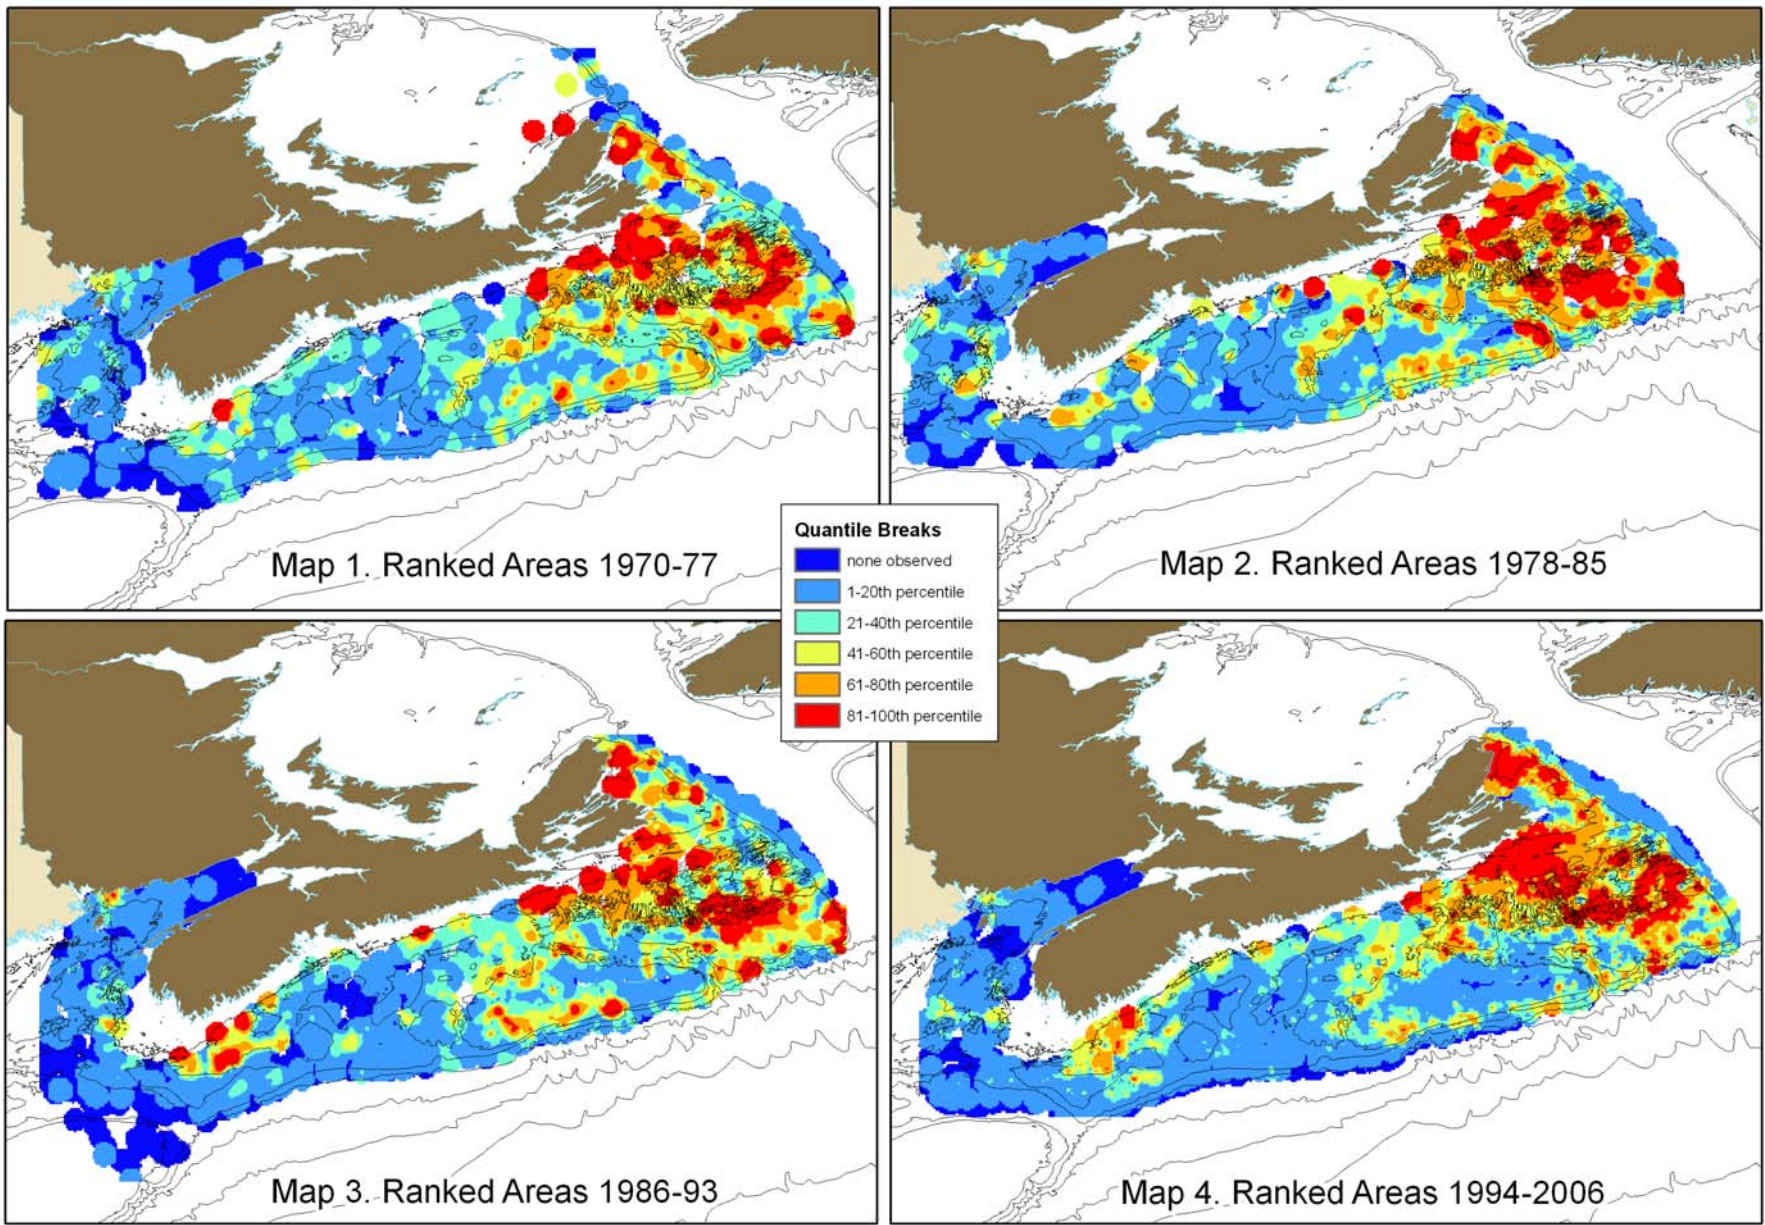 Map 1. Ranked Areas 1970-77
Map 2. Ranked Areas 1978-85
Quantile Breaks
none observed
1-20th percentile
21-40th percentile
41-60th percentile
61-80th percentile
81-100th percentile
Map 3. Ranked Areas 1986-93
Map 4. Ranked Areas 1994-2006